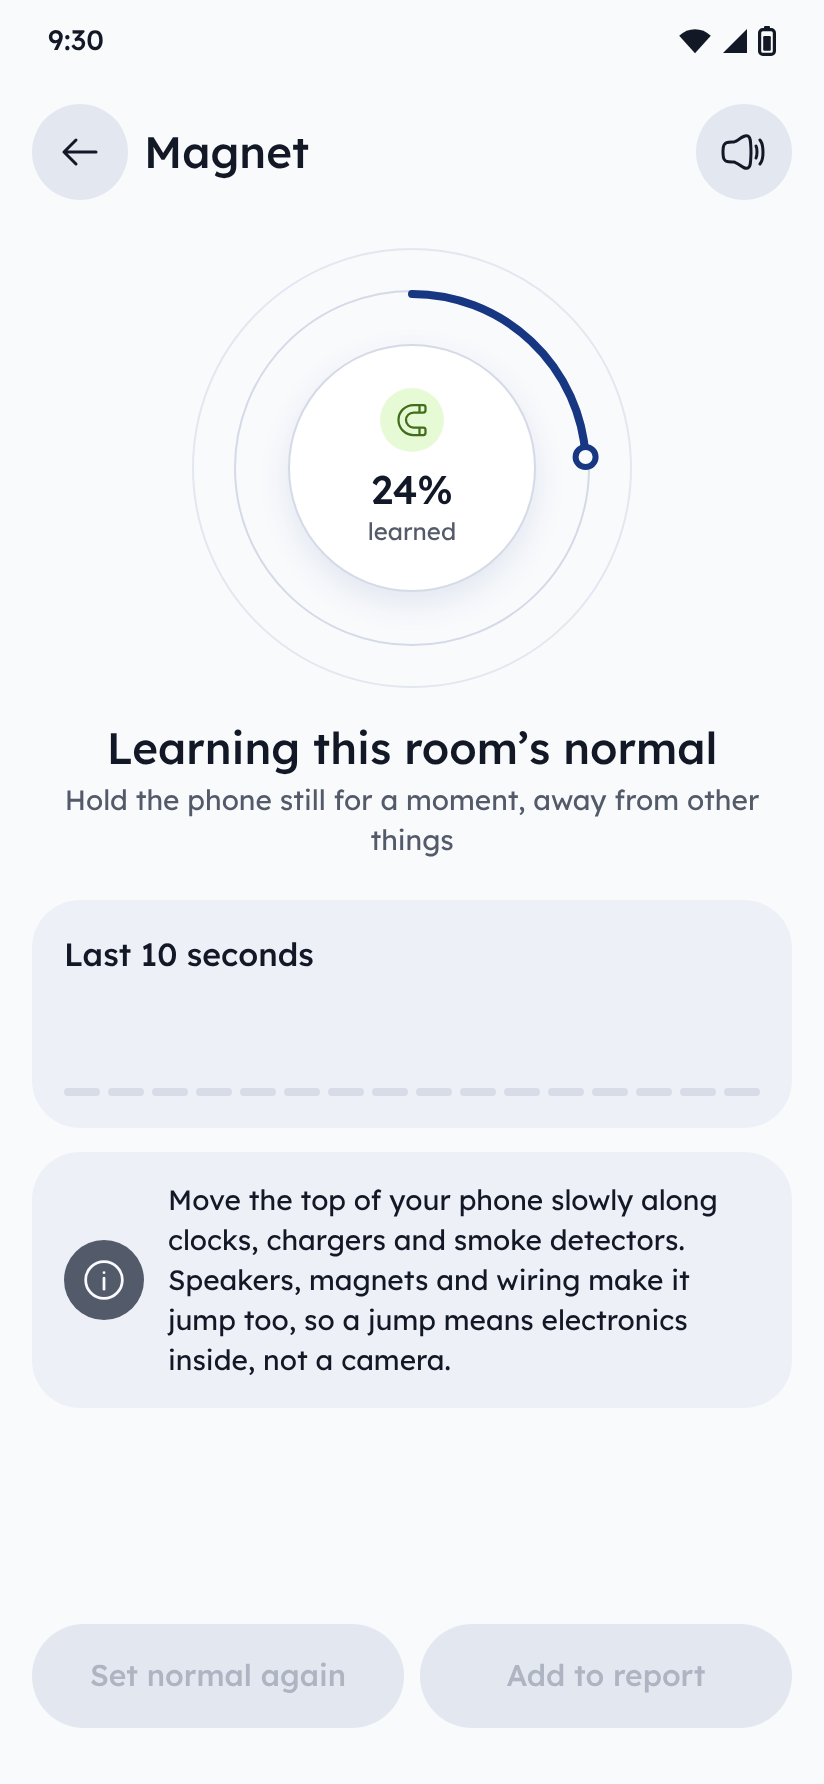 9:30
Magnet
24%
learned
Learning this room’s normal
Hold the phone still for a moment, away from other
things
Last 10 seconds
Move the top of your phone slowly along
clocks, chargers and smoke detectors.
Speakers, magnets and wiring make it
jump too, so a jump means electronics
inside, not a camera.
Set normal again
Add to report